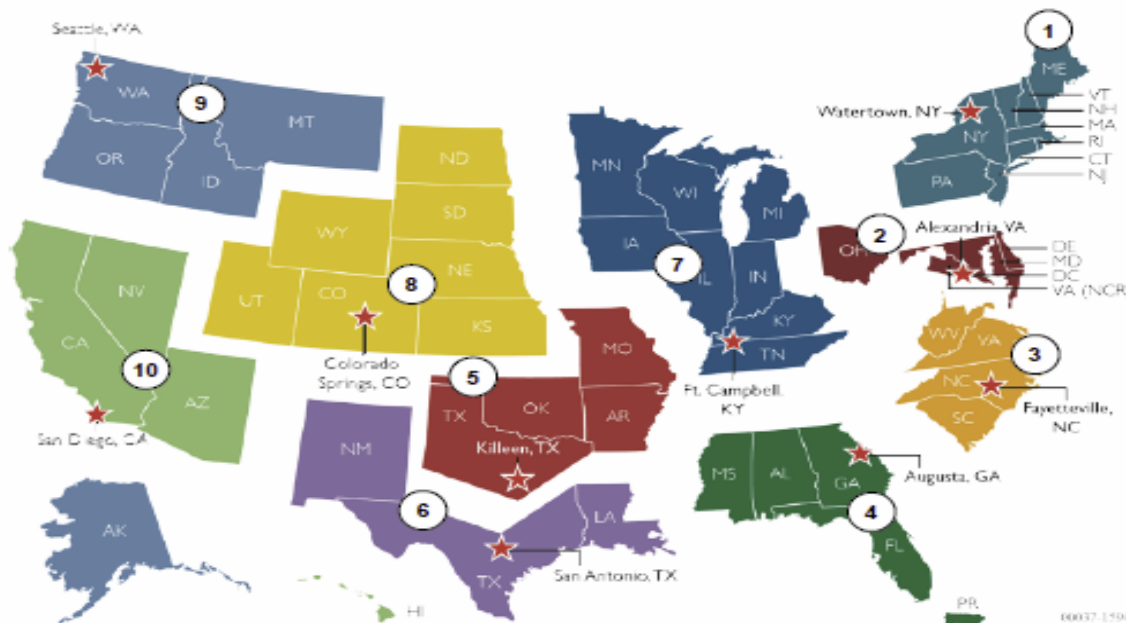 Seattle, WA
1
ME
9
WA
MT
VT
NH
MA
RI
CT
NJ
Watertown, NY
NY
PA
OR
ID
ND
SD
WY
NE
UT
CO
8
KS
Colorado
Springs, CO
MN
WI
MI
IA
7
IL
IN
KY
TN
Ft. Campbell,
KY
2
Alexandria, VA
OH
DE
MD
DC
VA (NCR
WV
VA
3
NC
SC
Fayetteville,
NC
NV
CA
10
AZ
San Diego, CA
5
MO
TX
OK
AR
Killeen, TX
NM
6
LA
TX
San Antonio, TX
MS
AL
GA
Augusta, GA
4
FL
AK
HI
PR